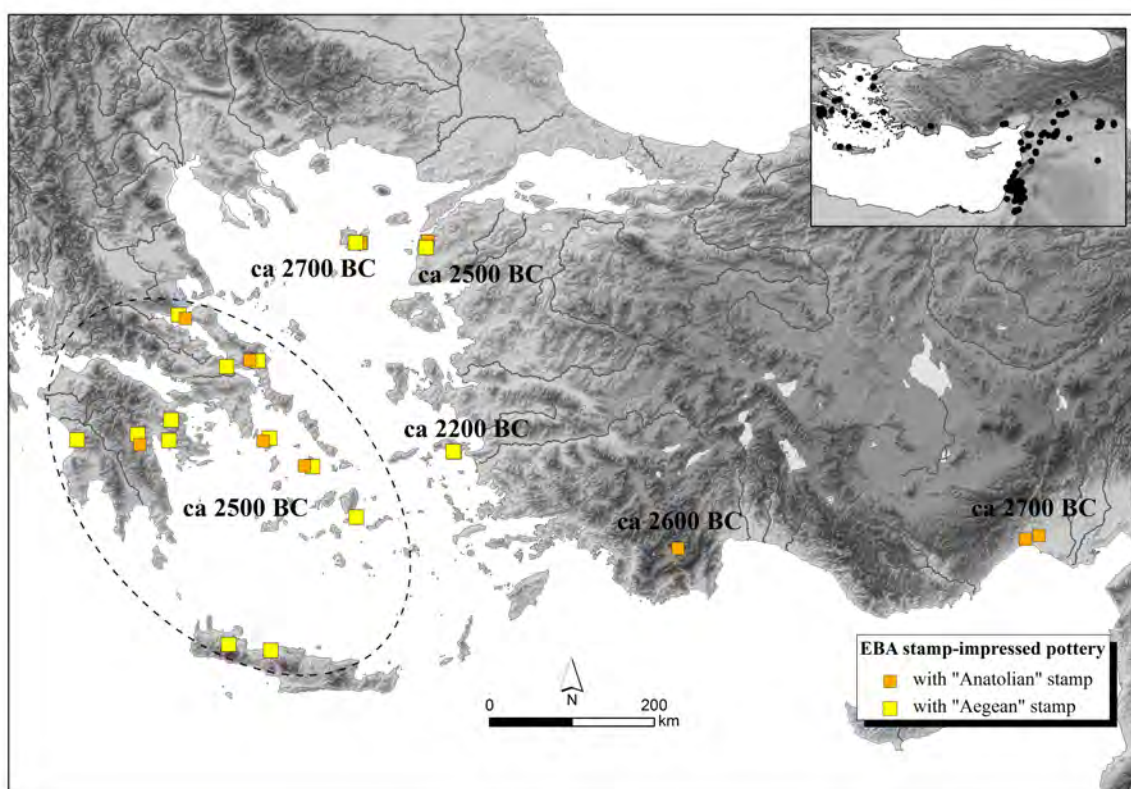 ca 2700 BC
ca 2500 BC
ca 2200 BC
ca 2500 BC
ca 2600 BC
ca 2700 BC
EBA stamp-impressed pottery
with "Anatolian" stamp
with "Aegean" stamp
N
0 200
km